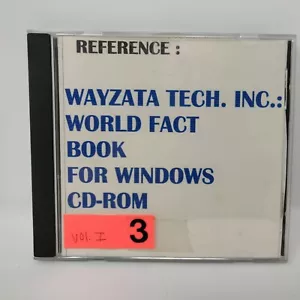 REFERENCE :
WAYZATA TECH. INC.:
WORLD FACT
BOOK
FOR WINDOWS
CD-ROM
VOL. I 3